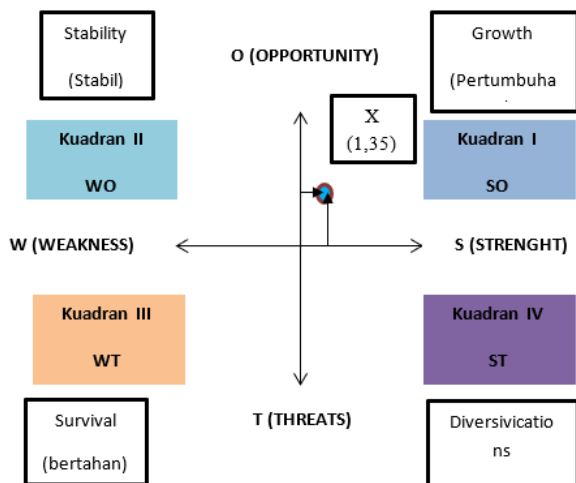 Stability
(Stabil)
O (OPPORTUNITY)
Growth
(Pertumbuha
X
(1,35)
Kuadran II
WO
Kuadran I
SO
W (WEAKNESS)
S (STRENGHT)
Kuadran III
WT
Kuadran IV
ST
Survival
(bertahan)
T (THREATS)
Diversivicatio
ns